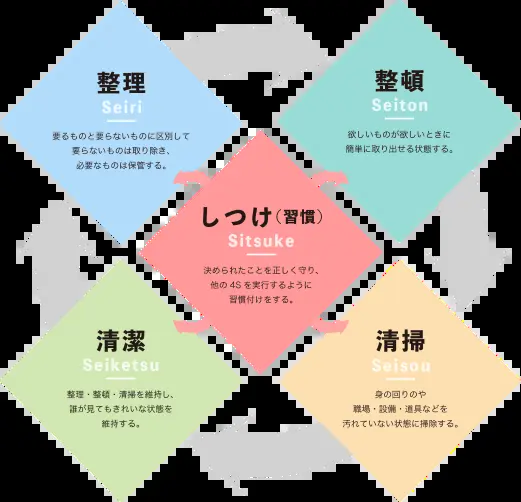 整理
Seiri
要るものと要らないものに区別して
要らないものは取り除き、
必要なものは保管する。
整頓
Seiton
欲しいものが欲しいときに
簡単に取り出せる状態する。
しつけ(習慣)
Sitsuke
決められたことを正しく守り、
他の 4S を実行するように
習慣付けをする。
清潔
Seiketsu
整理・整頓・清掃を維持し、
誰が見てもきれいな状態を
維持する。
清掃
Seisou
身の回りのや
職場・設備・道具などを
汚れていない状態に掃除する。